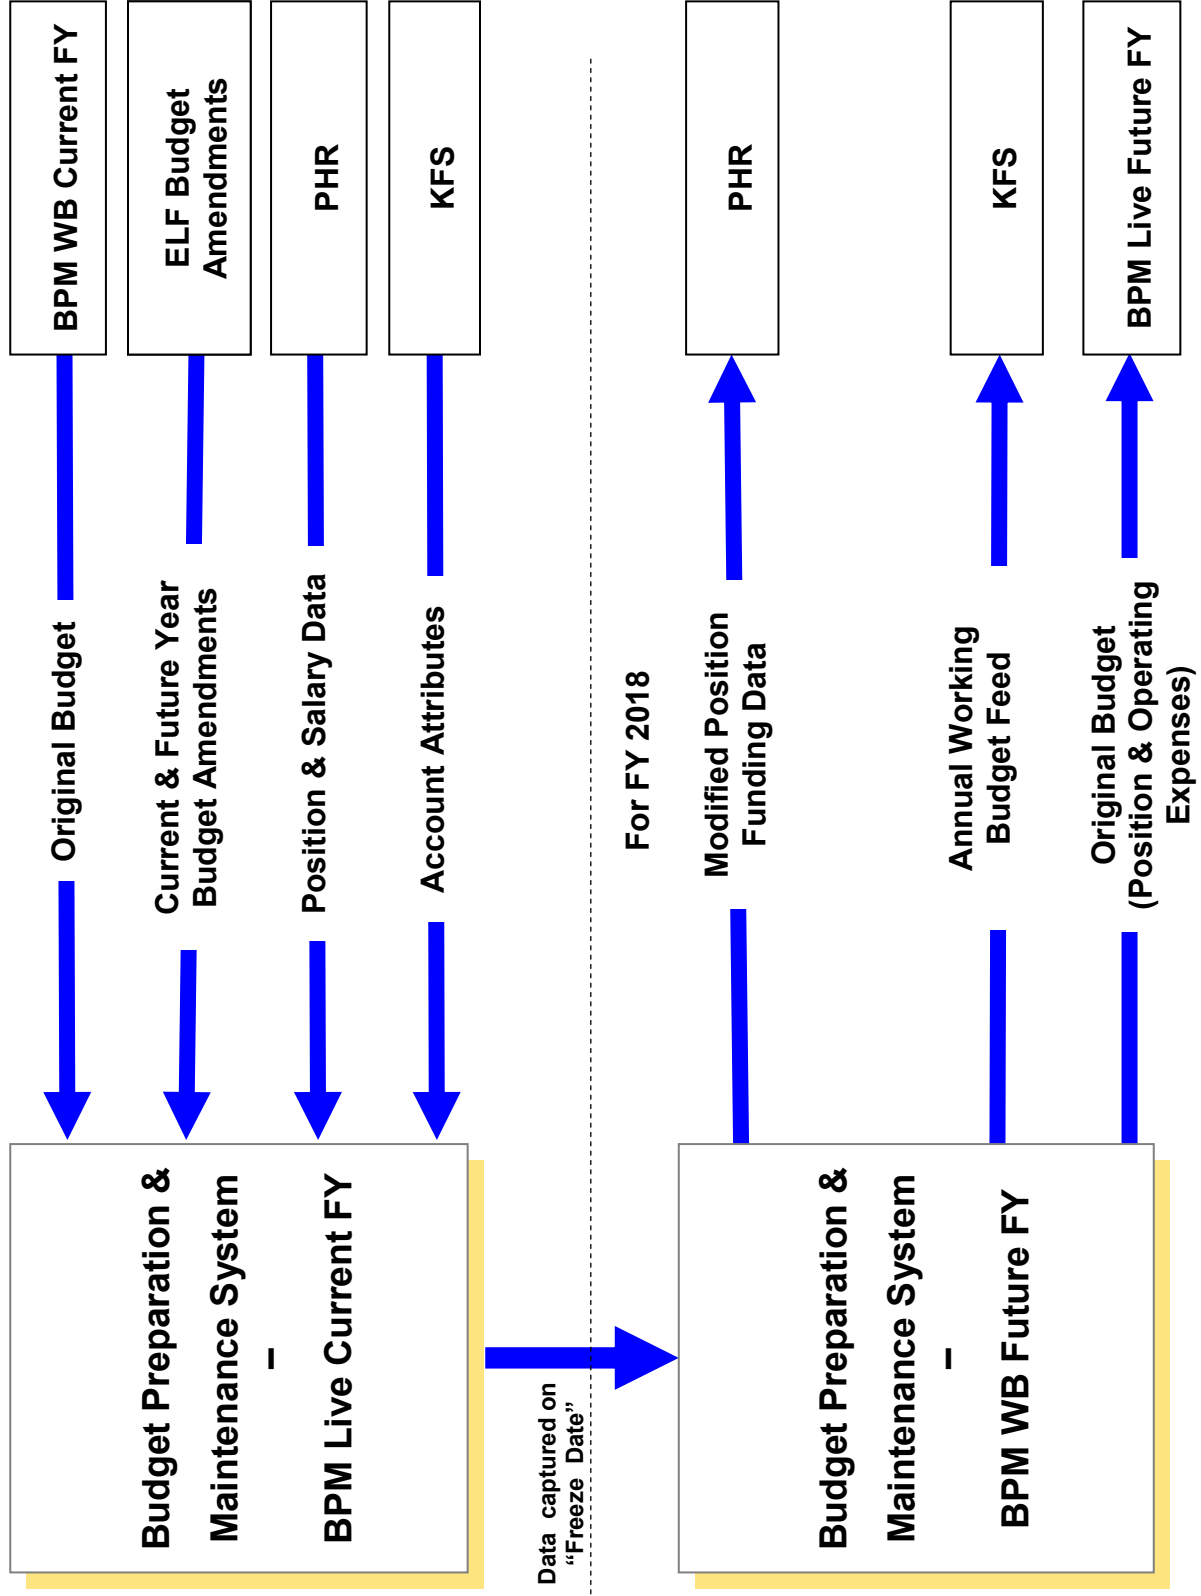 Budget Preparation &
Maintenance System
–
BPM Live Current FY
Original Budget
BPM WB Current FY
Current & Future Year
Budget Amendments
ELF Budget
Amendments
Position & Salary Data
PHR
Account Attributes
KFS
Data captured on
“Freeze Date”
For FY 2018
Budget Preparation &
Maintenance System
–
BPM WB Future FY
Modified Position
Funding Data
PHR
Annual Working
Budget Feed
KFS
Original Budget
(Position & Operating
Expenses)
BPM Live Future FY